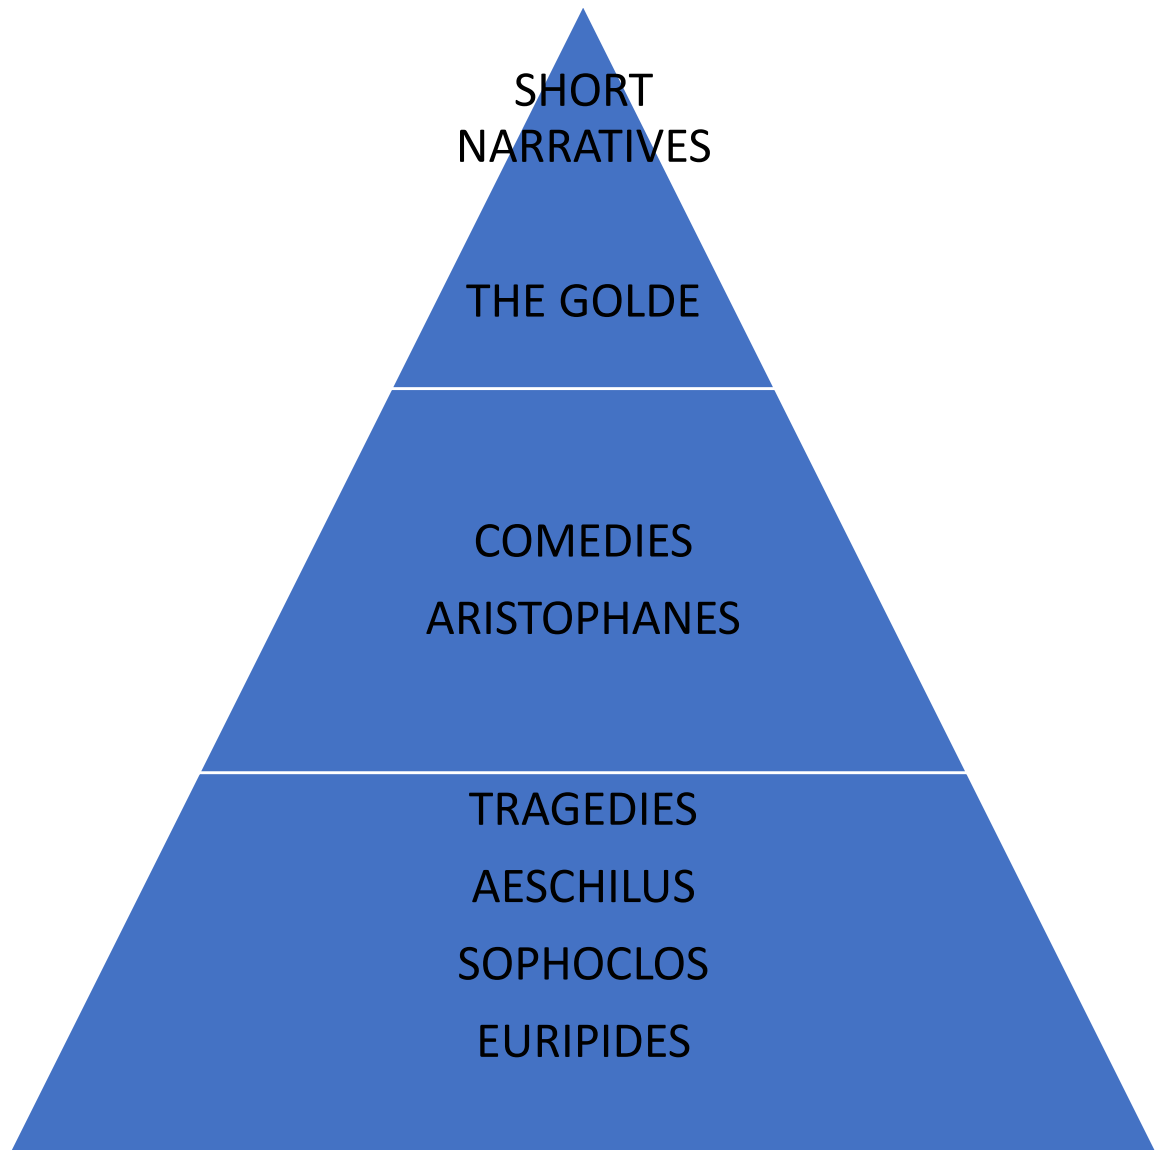 SHORT
NARRATIVES
THE GOLDE
COMEDIES
ARISTOPHANES
TRAGEDIES
AESCHILUS
SOPHOCLOS
EURIPIDES